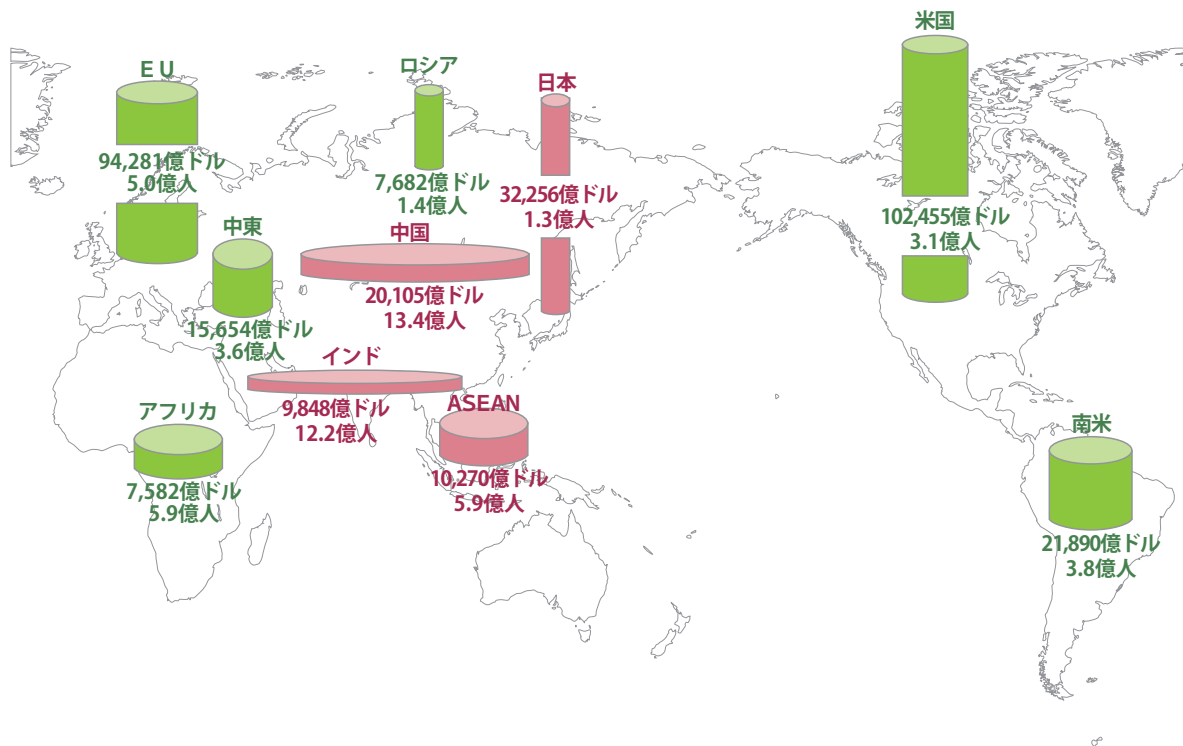 米国
ＥＵ
ロシア
日本
94,281億ドル
5.0億人
7,682億ドル
1.4億人
32,256億ドル
1.3億人
102,455億ドル
3.1億人
中東
中国
20,105億ドル
13.4億人
15,654億ドル
3.6億人
インド
9,848億ドル
12.2億人
アフリカ
ASEAN
南米
7,582億ドル
5.9億人
10,270億ドル
5.9億人
21,890億ドル
3.8億人